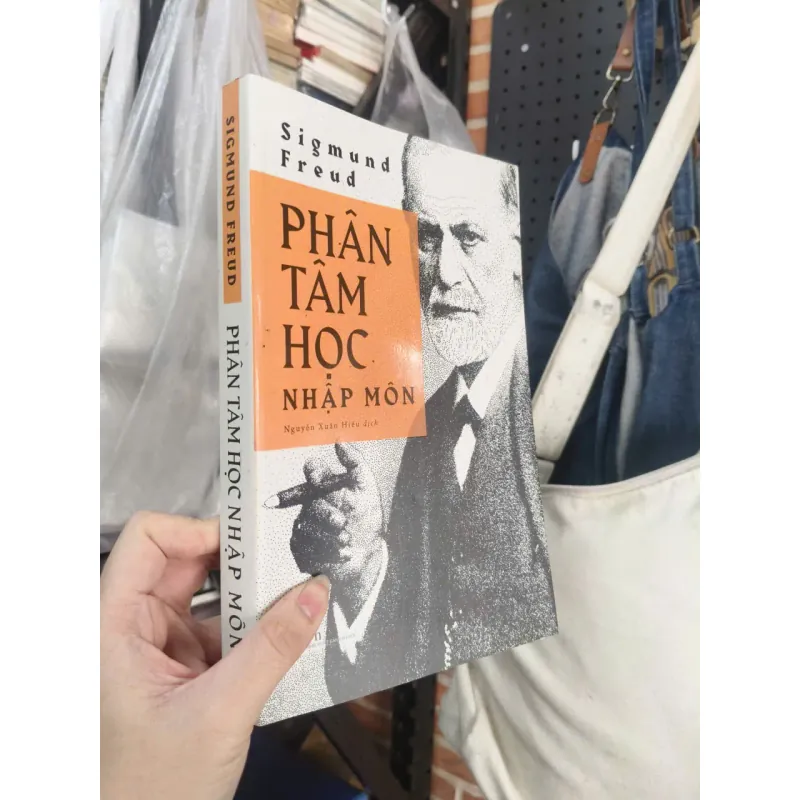 Sigmund
Freud
PHÂN
TÂM
HỌC
NHẬP MÔN
Nguyễn Xuân Hiếu dịch
SIGMUND FREUD
PHÂN TÂM HỌC NHẬP MÔN